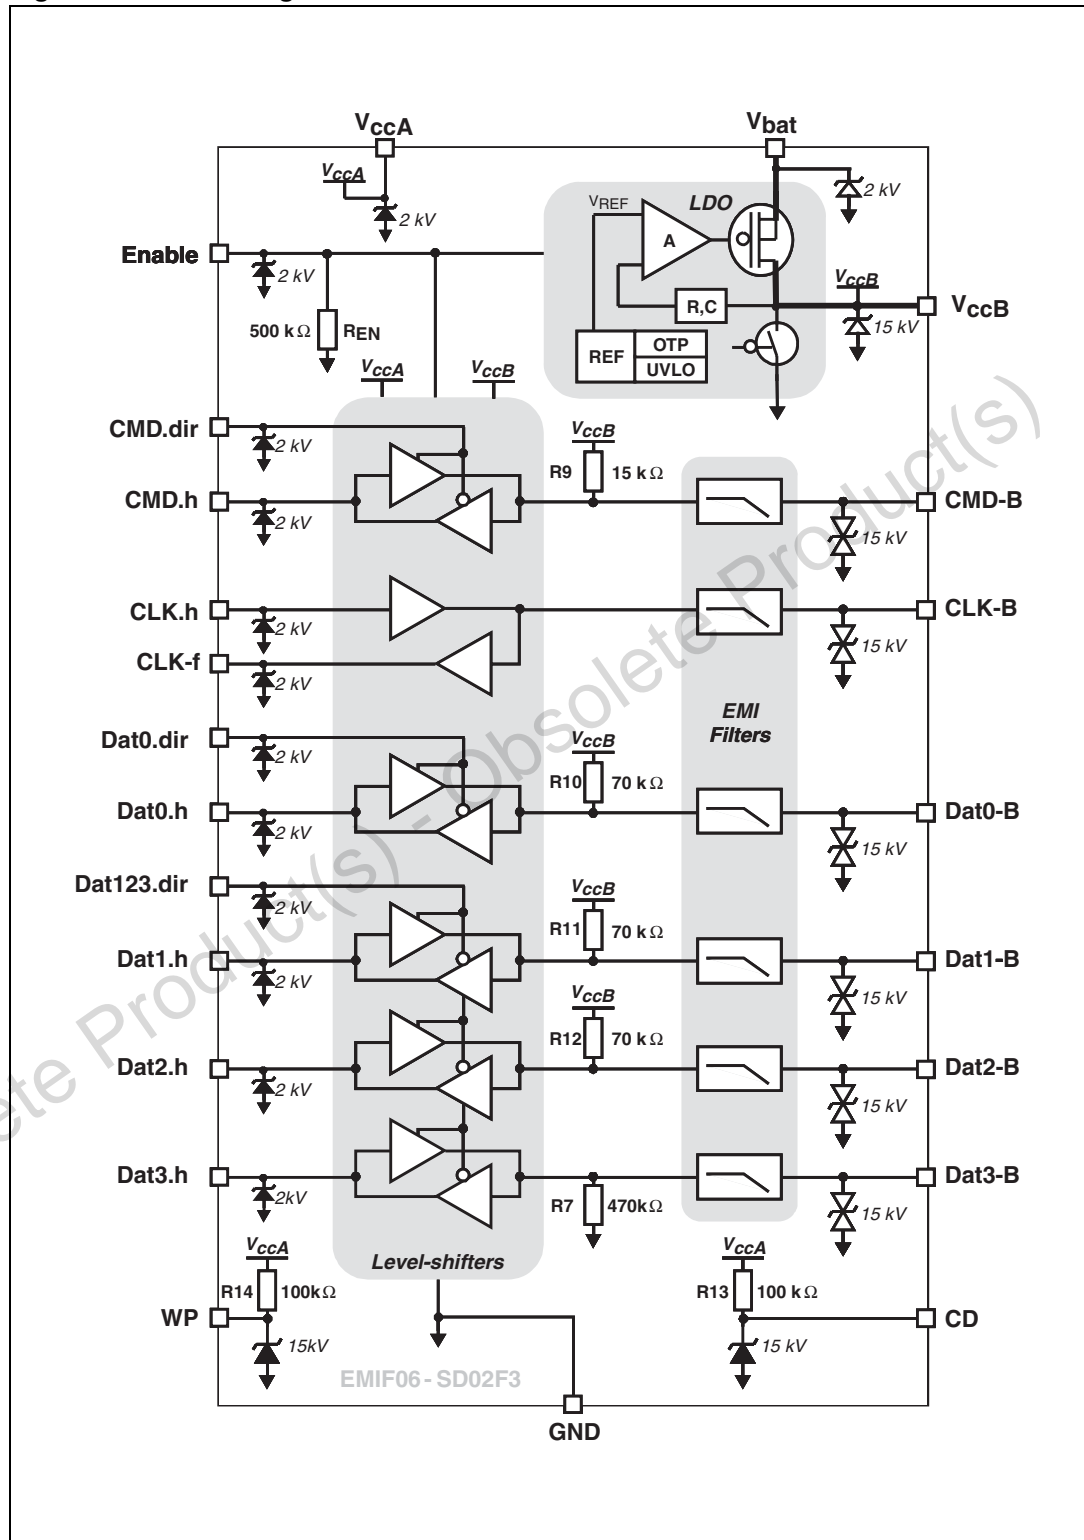 VccA
Vbat
VccA
2 kV
2 kV
VREF
LDO
A
Enable
2 kV
VccB
VccB
R,C
15 kV
500 kΩ
REN
REF
OTP
UVLO
VccA
VccB
CMD.dir
2 kV
VccB
R9
15 kΩ
CMD.h
2 kV
CMD-B
15 kV
CLK.h
2 kV
CLK-B
15 kV
CLK-f
2 kV
EMI
Filters
Dat0.dir
2 kV
VccB
R10
70 kΩ
Dat0.h
2 kV
Dat0-B
15 kV
Dat123.dir
2 kV
VccB
R11
70 kΩ
Dat1.h
2 kV
Dat1-B
15 kV
VccB
R12
70 kΩ
Dat2.h
2 kV
Dat2-B
15 kV
Dat3.h
2kV
R7
470kΩ
Dat3-B
15 kV
VccA
R14
100kΩ
Level-shifters
VccA
R13
100 kΩ
WP
15kV
CD
15 kV
EMIF06 - SD02F3
GND
ete Product(s) - Obsolete Product(s)